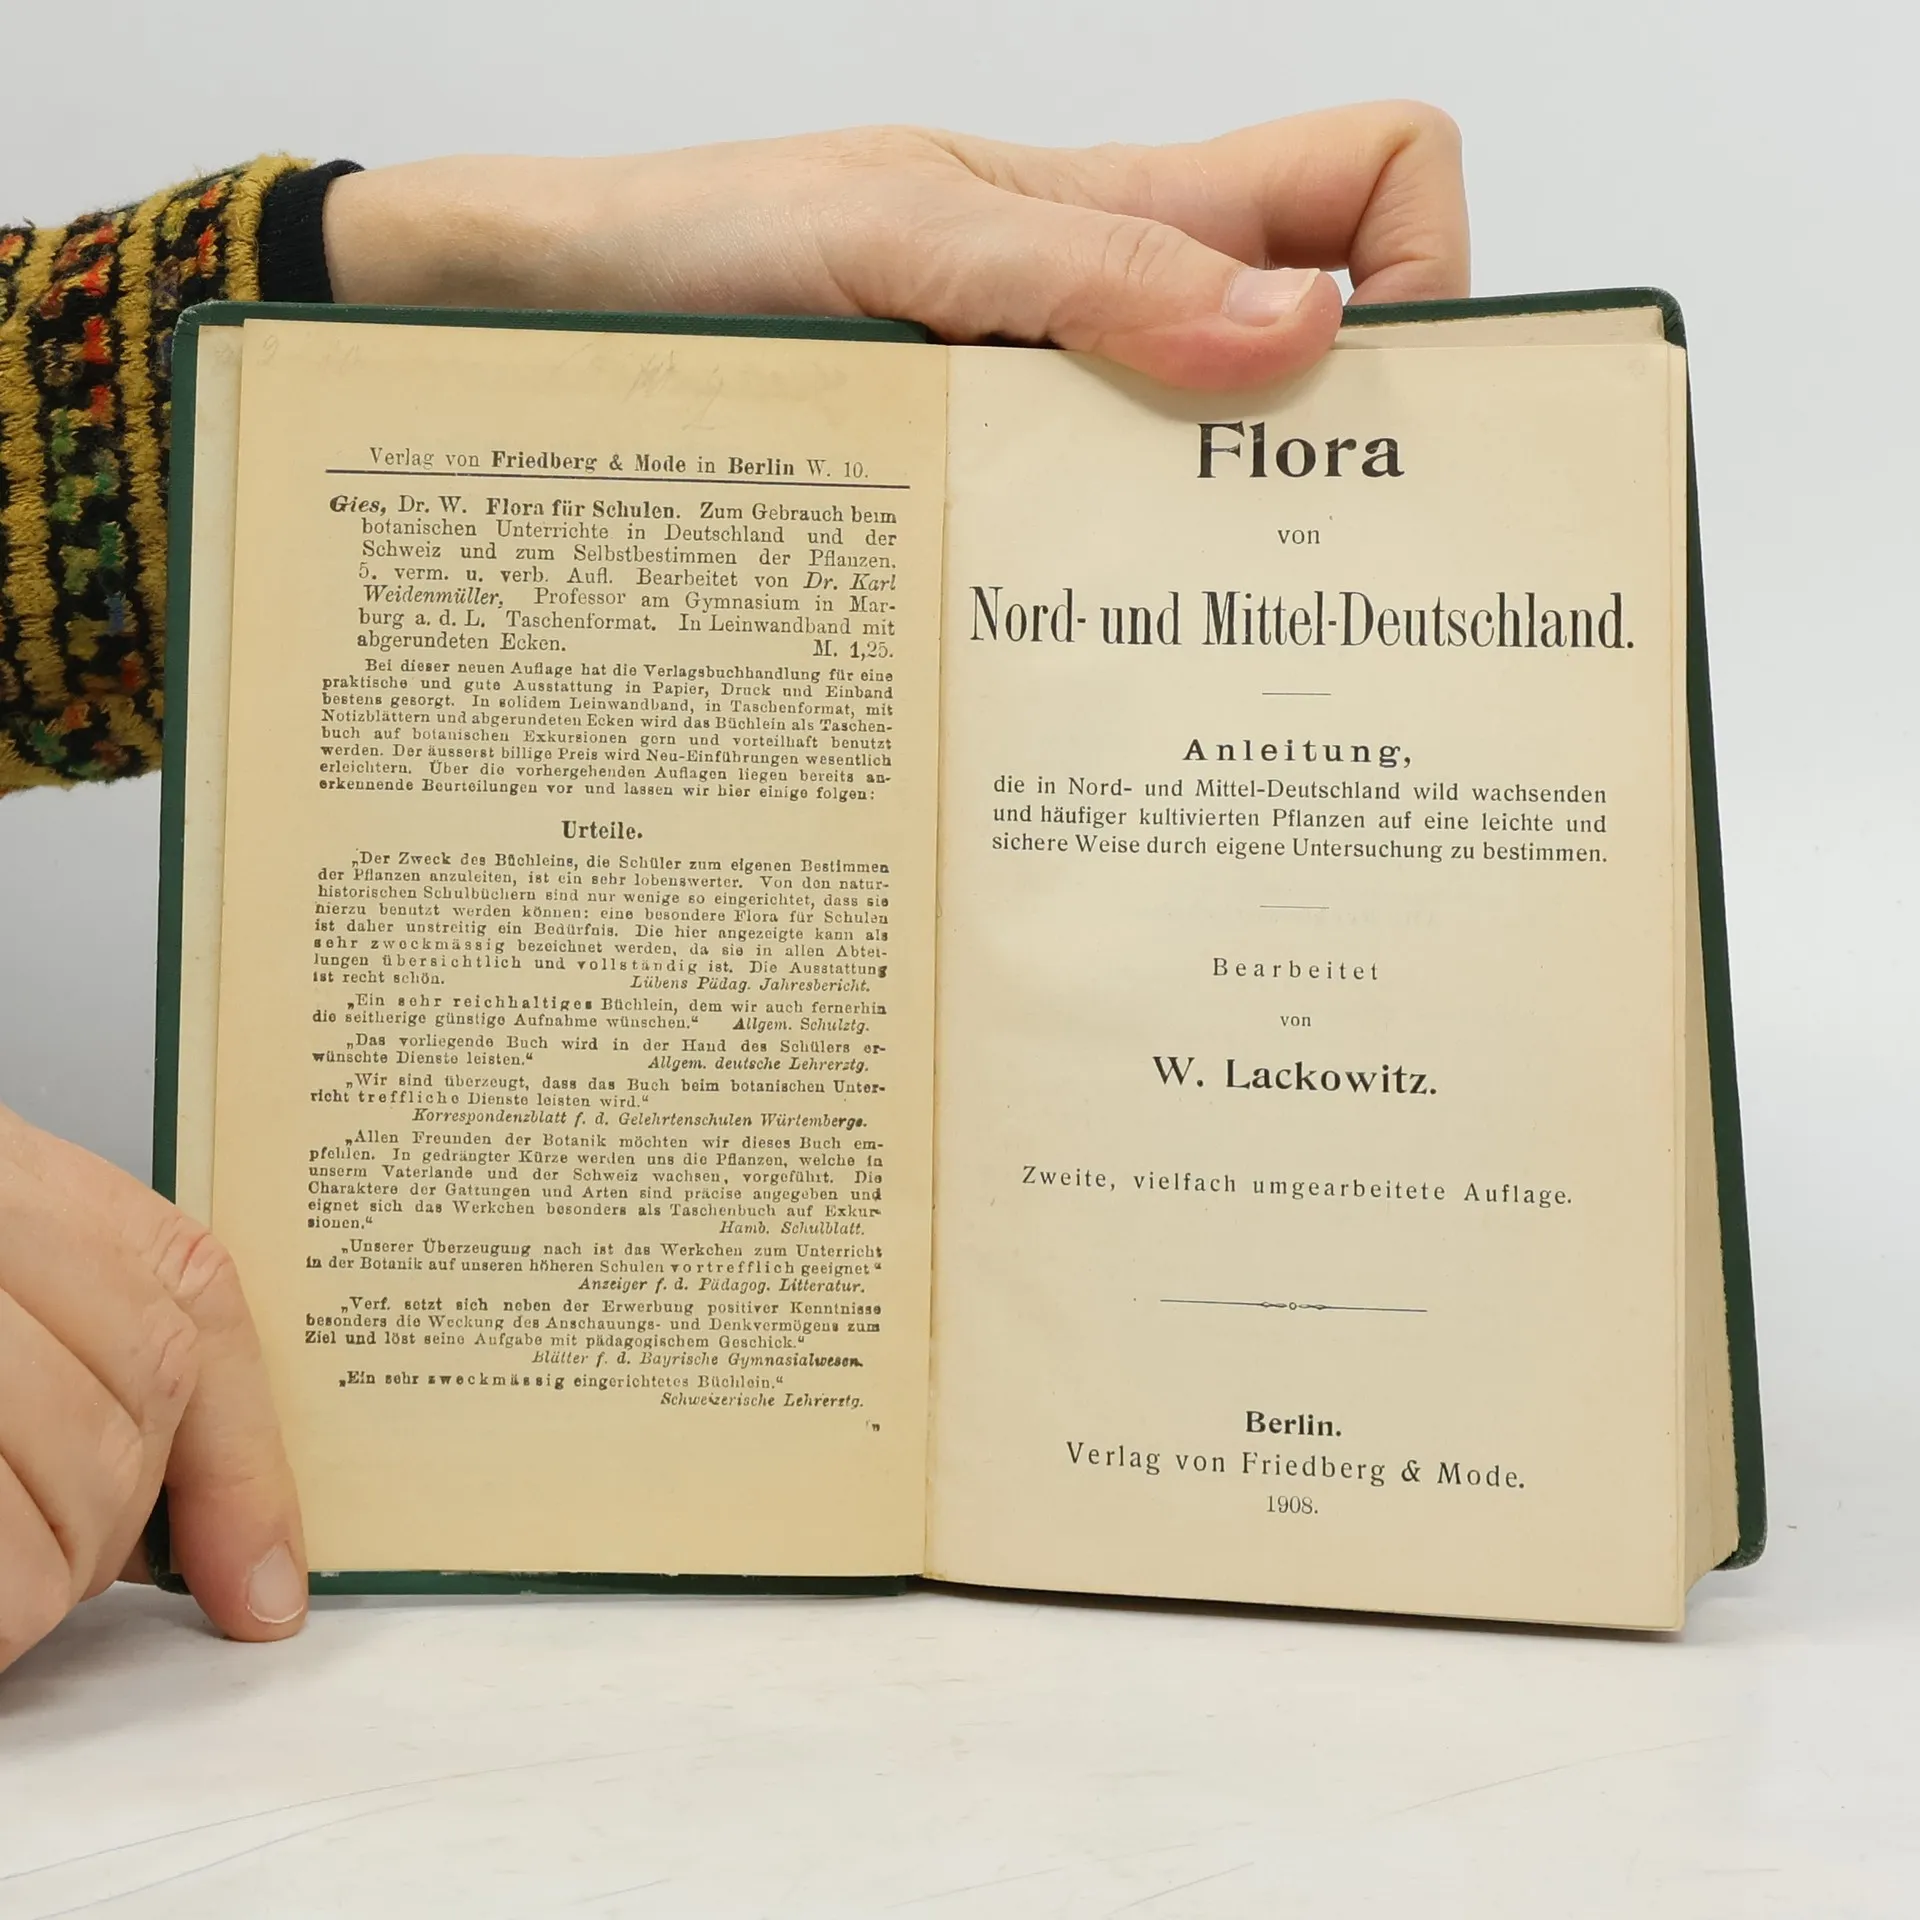 Verlag von Friedberg & Mode in Berlin W. 10.
Gies, Dr. W. Flora für Schulen. Zum Gebrauch beim
botanischen Unterrichte in Deutschland und der
Schweiz und zum Selbstbestimmen der Pflanzen.
5. verm. u. verb. Aufl. Bearbeitet von Dr. Karl
Weidenmüller, Professor am Gymnasium in Mar-
burg a. d. L. Taschenformat. In Leinwandband mit
abgerundeten Ecken. M. 1,25.
Bei dieser neuen Auflage hat die Verlagsbuchhandlung für eine
praktische und gute Ausstattung in Papier, Druck und Einband
bestens gesorgt. In solidem Leinwandband, in Taschenformat, mit
Notizblättern und abgerundeten Ecken wird das Büchlein als Taschen-
buch auf botanischen Exkursionen gern und vorteilhaft benutzt
werden. Der äusserst billige Preis wird Neu-Einführungen wesentlich
erleichtern. Über die vorhergehenden Auflagen liegen bereits an-
erkennende Beurteilungen vor und lassen wir hier einige folgen:
Urteile.
„Der Zweck des Büchleins, die Schüler zum eigenen Bestimmen
der Pflanzen anzuleiten, ist ein sehr lobenswerter. Von den natur-
historischen Schulbüchern sind nur wenige so eingerichtet, dass sie
hierzu benutzt werden können: eine besondere Flora für Schulen
ist daher unstreitig ein Bedürfnis. Die hier angezeigte kann als
sehr zweckmässig bezeichnet werden, da sie in allen Abtei-
lungen übersichtlich und vollständig ist. Die Ausstattung
ist recht schön. Lübens Pädag. Jahresbericht.
„Ein sehr reichhaltiges Büchlein, dem wir auch fernerhin
die seitherige günstige Aufnahme wünschen.“ Allgem. Schulztg.
„Das vorliegende Buch wird in der Hand des Schülers er-
wünschte Dienste leisten.“ Allgem. deutsche Lehrerztg.
„Wir sind überzeugt, dass das Buch beim botanischen Unter-
richt treffliche Dienste leisten wird.“
Korrespondenzblatt f. d. Gelehrtenschulen Würtembergs.
„Allen Freunden der Botanik möchten wir dieses Buch em-
pfehlen. In gedrängter Kürze werden uns die Pflanzen, welche in
unserm Vaterlande und der Schweiz wachsen, vorgeführt. Die
Charaktere der Gattungen und Arten sind präcise angegeben und
eignet sich das Werkchen besonders als Taschenbuch auf Exkur-
sionen.“ Hamb. Schulblatt.
„Unserer Überzeugung nach ist das Werkchen zum Unterricht
in der Botanik auf unseren höheren Schulen vortrefflich geeignet“
Anzeiger f. d. Pädagog. Litteratur.
„Verf. setzt sich neben der Erwerbung positiver Kenntnisse
besonders die Weckung des Anschauungs- und Denkvermögens zum
Ziel und löst seine Aufgabe mit pädagogischem Geschick.“
Blätter f. d. Bayrische Gymnasialwesen.
„Ein sehr zweckmässig eingerichtetes Büchlein.“
Schweizerische Lehrerztg.
Flora
von
Nord- und Mittel-Deutschland.
Anleitung,
die in Nord- und Mittel-Deutschland wild wachsenden
und häufiger kultivierten Pflanzen auf eine leichte und
sichere Weise durch eigene Untersuchung zu bestimmen.
Bearbeitet
von
W. Lackowitz.
Zweite, vielfach umgearbeitete Auflage.
Berlin.
Verlag von Friedberg & Mode.
1908.